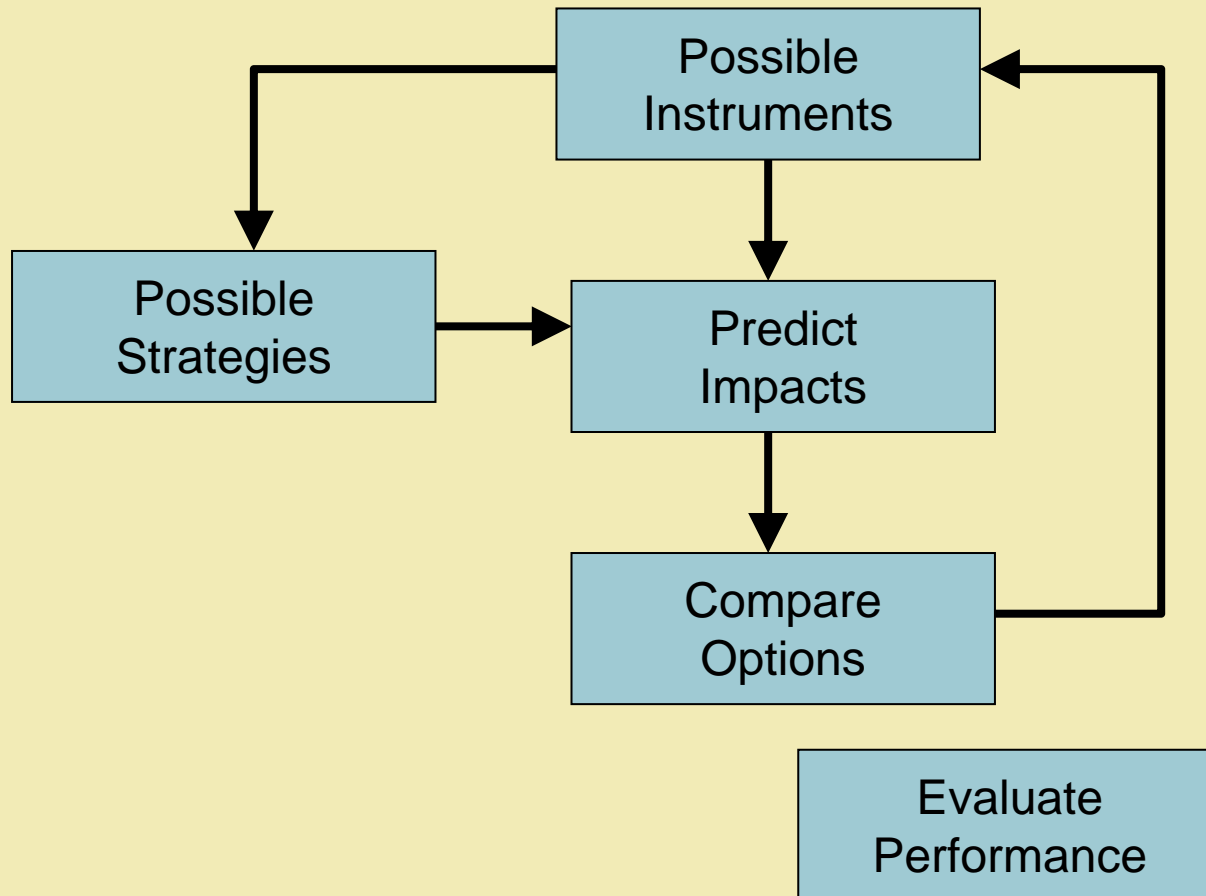 Possible
Instruments
Possible
Strategies
Predict
Impacts
Compare
Options
Evaluate
Performance